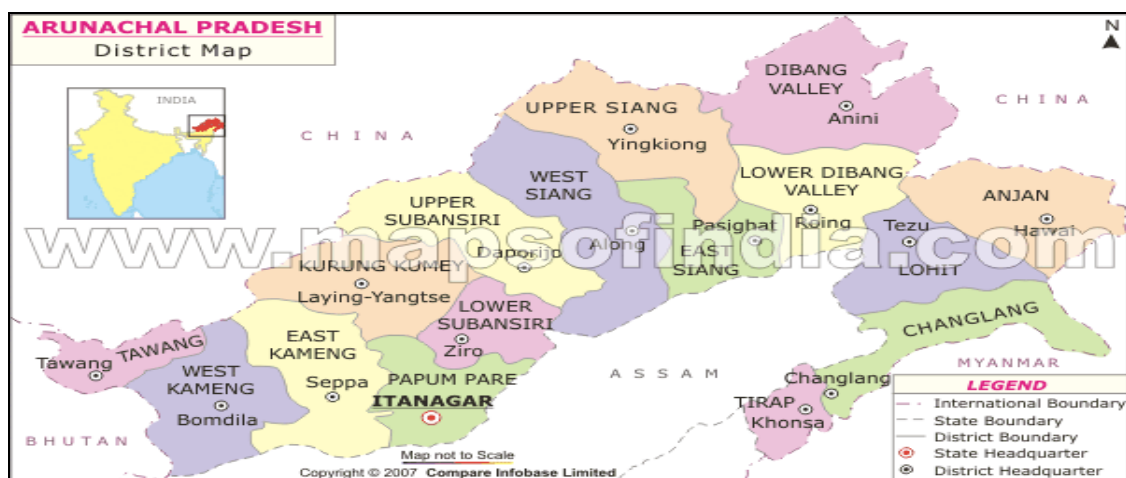 ARUNACHAL PRADESH
District Map
N
INDIA
CHINA
CHINA
DIBANG
VALLEY
Anini
UPPER SIANG
Yingkiong
WEST
SIANG
LOWER DIBANG
VALLEY
Roing
ANJAN
Hawai
UPPER
SUBANSIRI
Daporijo
Along
Pasighat
EAST
SIANG
Tezu
LOHIT
www.mapsofindia.com
KURUNG KUMEY
Laying-Yangtse
LOWER
SUBANSIRI
Ziro
CHANGLANG
Changlang
EAST
KAMENG
Seppa
TAWANG
Tawang
WEST
KAMENG
Bomdila
PAPUM PARE
ITANAGAR
ASSAM
MYANMAR
TIRAP
Khonsa
BHUTAN
LEGEND
International Boundary
State Boundary
District Boundary
State Headquarter
District Headquarter
Map not to Scale
Copyright © 2007 Compare Infobase Limited